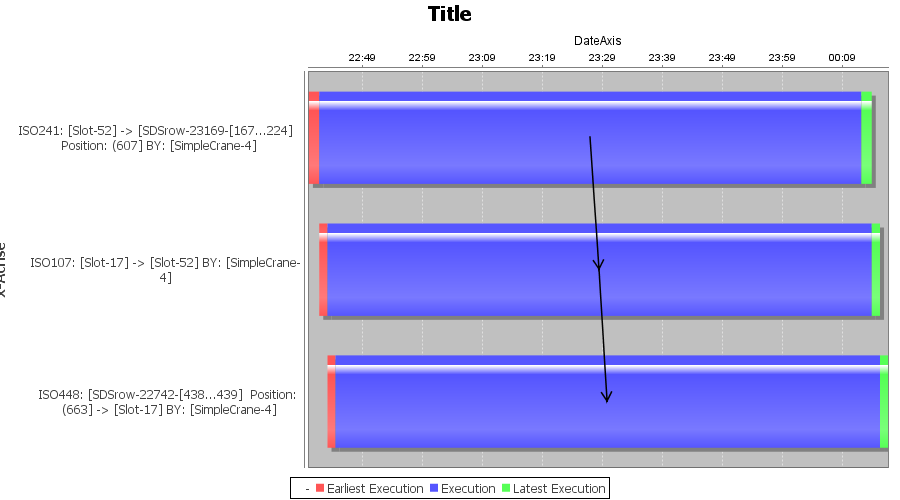 Title
DateAxis
22:49 22:59 23:09 23:19 23:29 23:39 23:49 23:59 00:09
ISO241: [Slot-52] -> [SDSrow-23169-[167...224]
Position: (607] BY: [SimpleCrane-4]
ISO107: [Slot-17] -> [Slot-52] BY: [SimpleCrane-
4]
ISO448: [SDSrow-22742-[438...439] Position:
(663] -> [Slot-17] BY: [SimpleCrane-4]
- Earliest Execution Execution Latest Execution